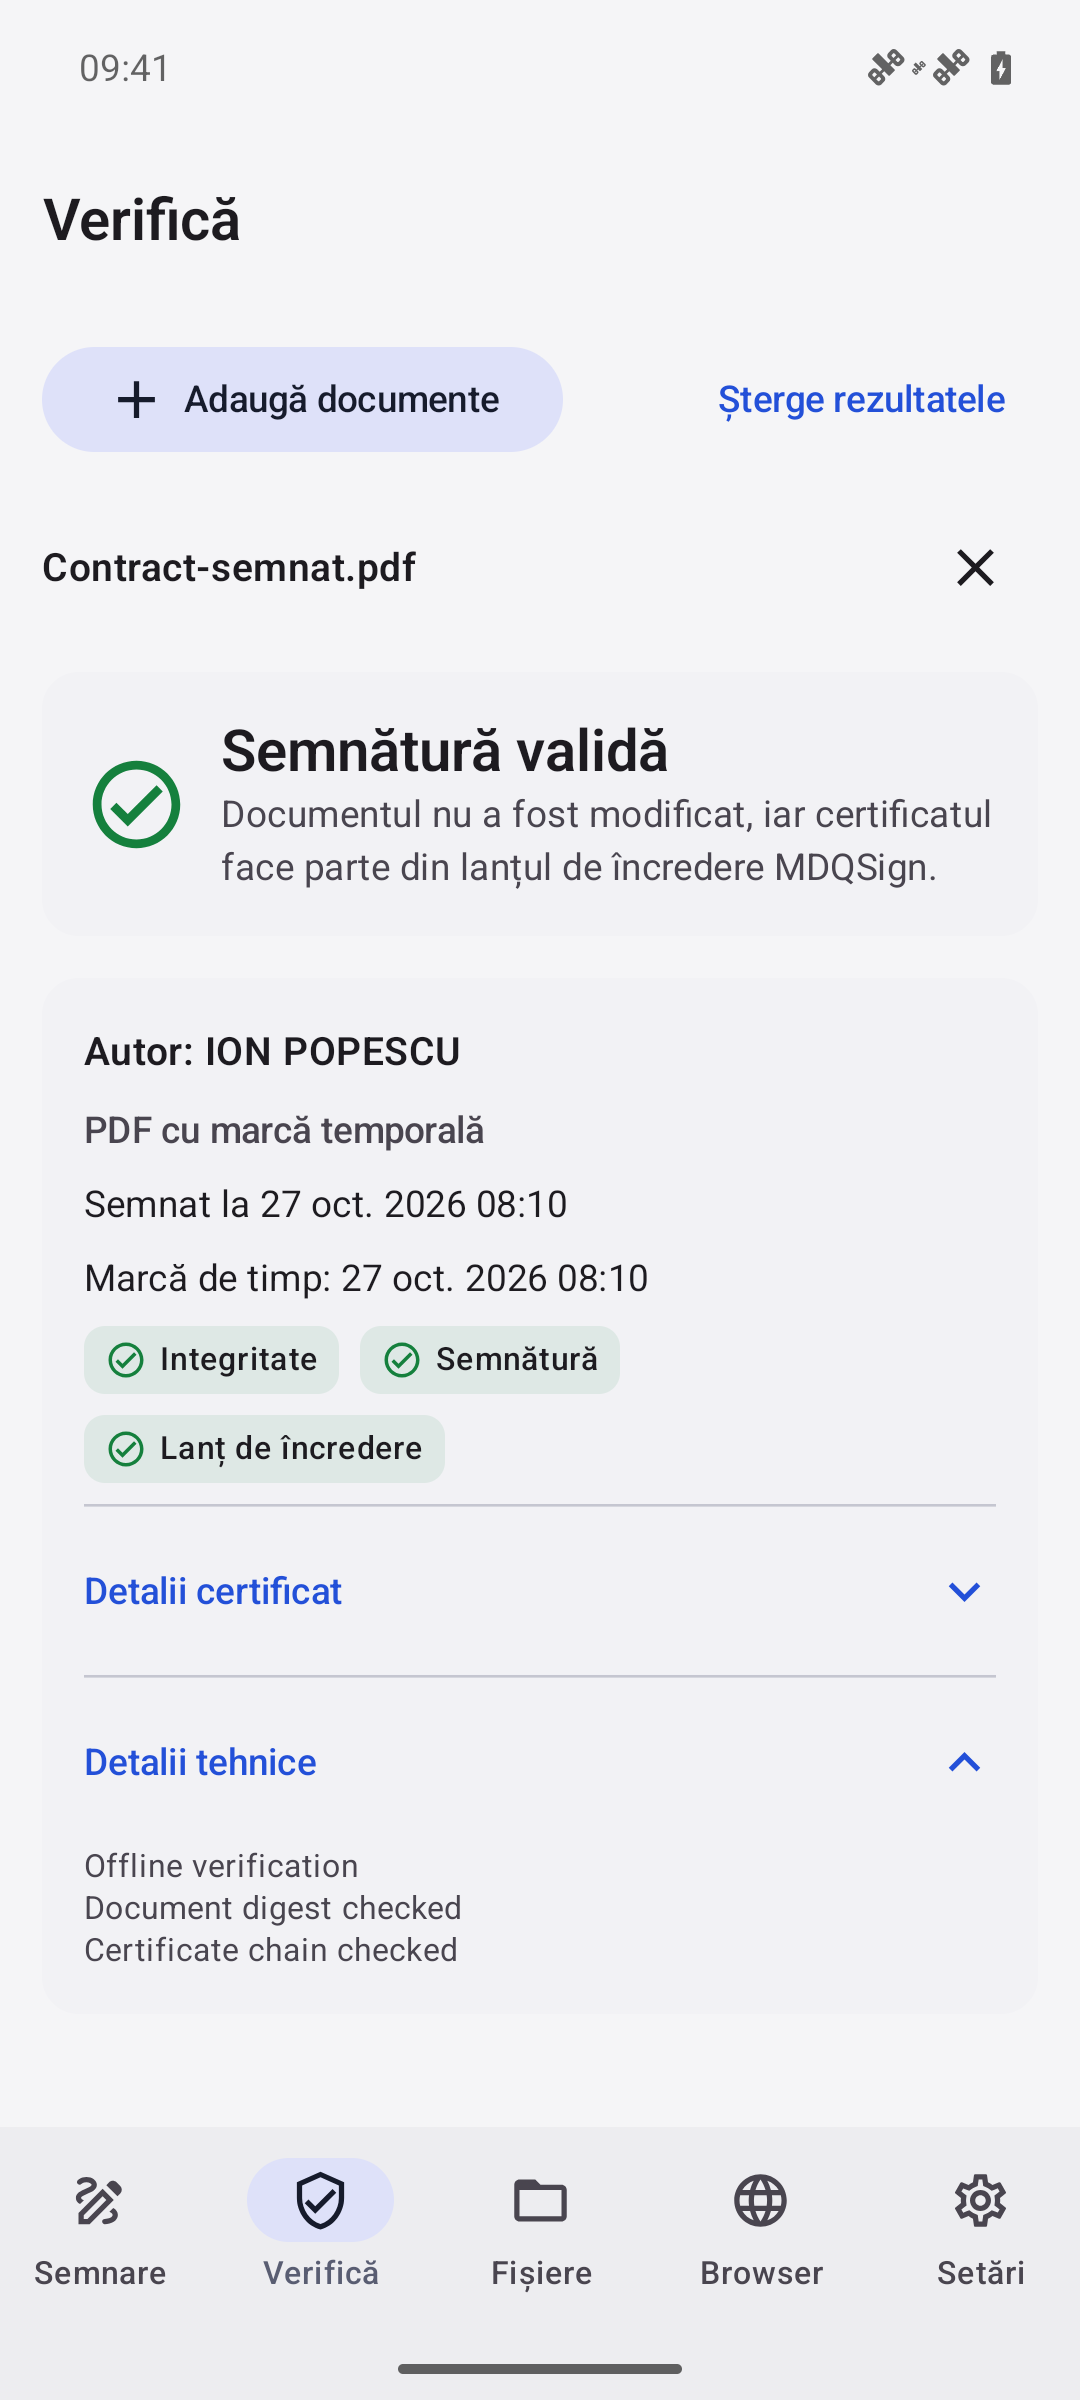 09:41
Verifică
Adaugă documente
Șterge rezultatele
Contract-semnat.pdf
Semnătură validă
Documentul nu a fost modificat, iar certificatul
face parte din lanțul de încredere MDQSign.
Autor: ION POPESCU
PDF cu marcă temporală
Semnat la 27 oct. 2026 08:10
Marcă de timp: 27 oct. 2026 08:10
Integritate
Semnătură
Lanț de încredere
Detalii certificat
Detalii tehnice
Offline verification
Document digest checked
Certificate chain checked
Semnare
Verifică
Fișiere
Browser
Setări